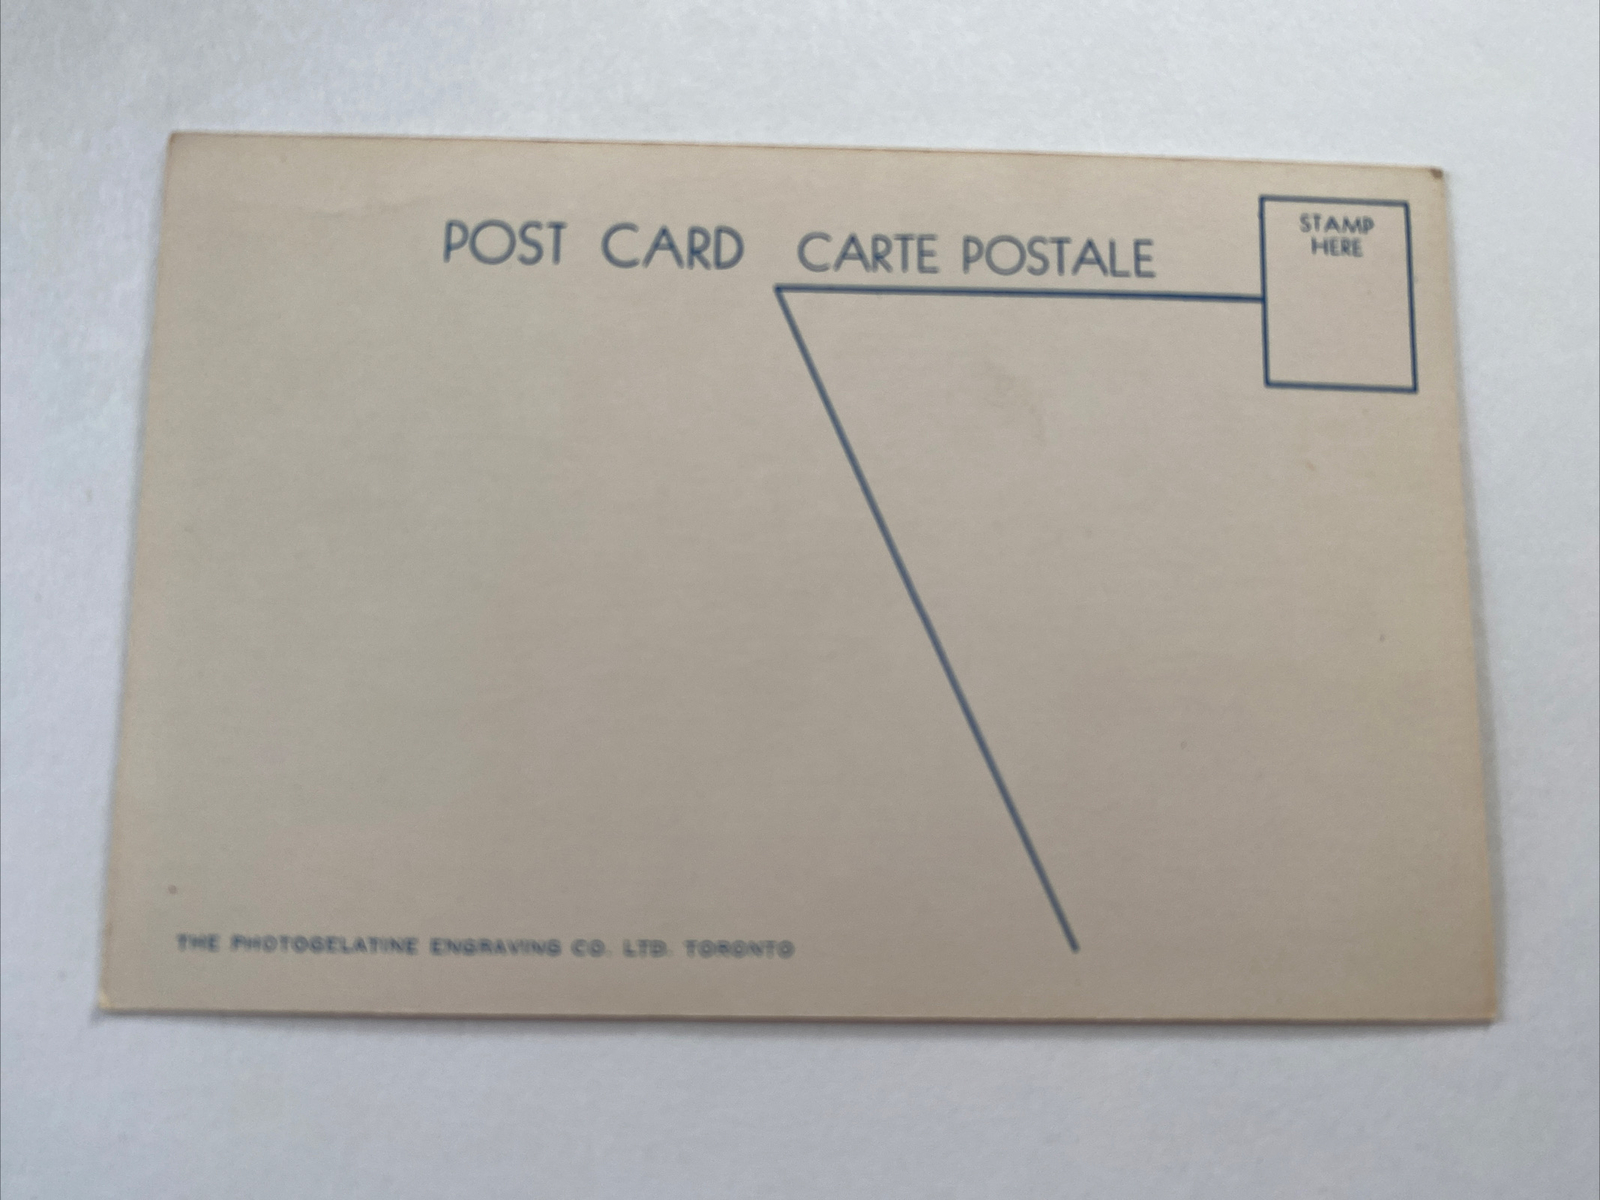 POST CARD CARTE POSTALE
STAMP
HERE
THE PHOTOGELATINE ENGRAVING CO. LTD. TORONTO